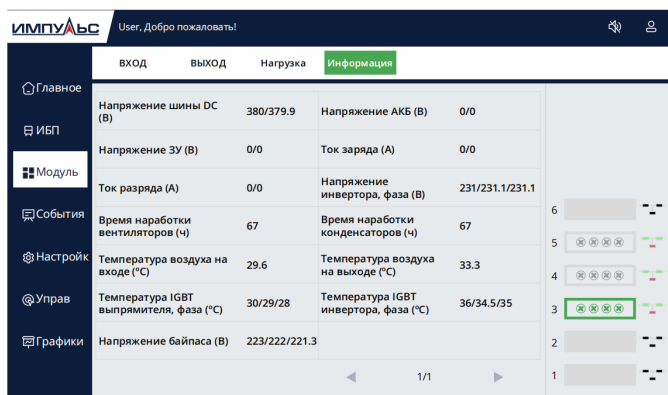 ИМПУЛЬС
User, Добро пожаловать!
ВХОД ВЫХОД Нагрузка Информация
Главное
ИБП
Модуль
События
Настройк
Управ
Графики
Напряжение шины DC (В) 380/379.9 Напряжение АКБ (В) 0/0
Напряжение ЗУ (В) 0/0 Ток заряда (А) 0/0
Ток разряда (А) 0/0 Напряжение инвертора, фаза (В) 231/231.1/231.1
Время наработки вентиляторов (ч) 67 Время наработки конденсаторов (ч) 67
Температура воздуха на входе (°С) 29.6 Температура воздуха на выходе (°С) 33.3
Температура IGBT выпрямителя, фаза (°С) 30/29/28 Температура IGBT инвертора, фаза (°С) 36/34.5/35
Напряжение байпаса (В) 223/222/221.3
1/1
6
5
4
3
2
1